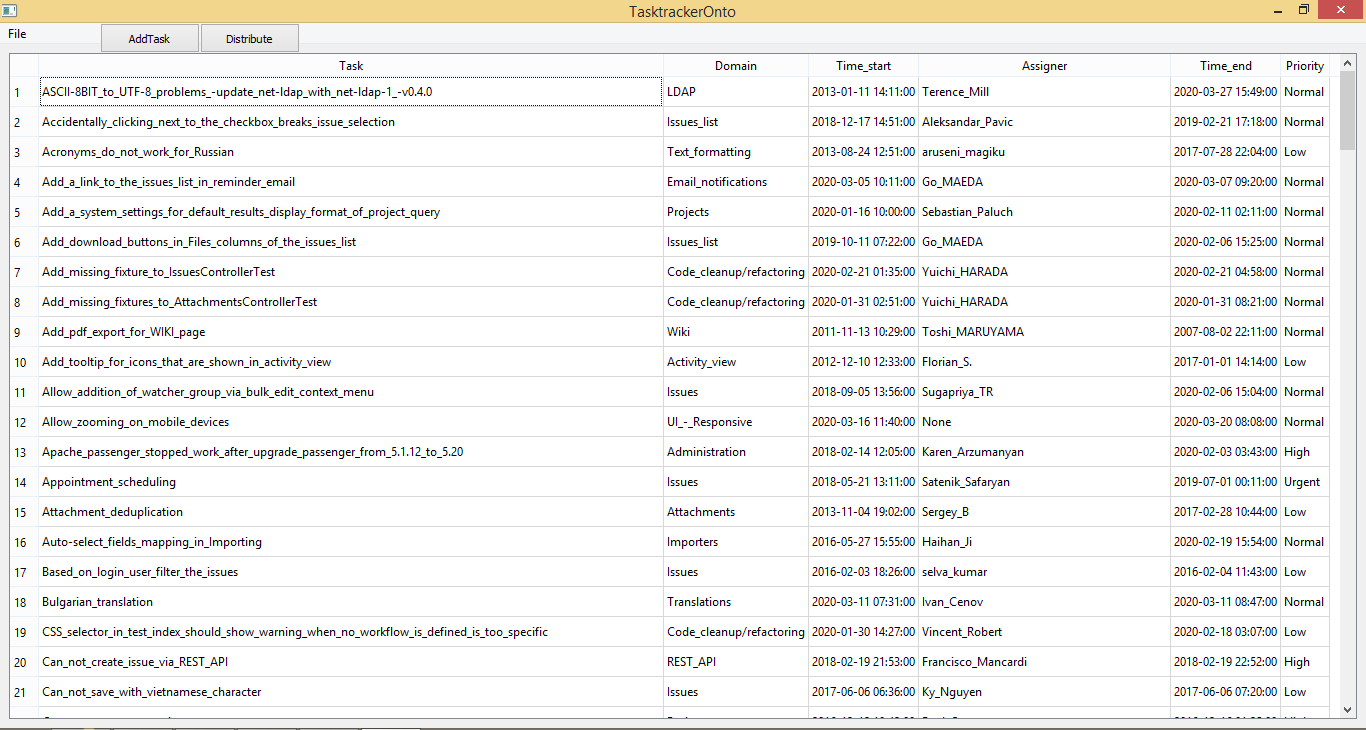 TasktrackerOnto
File
AddTask Distribute
Task Domain Time_start Assigner Time_end Priority
1 ASCII-8BIT_to_UTF-8_problems_-update_net-ldap_with_net-ldap-1_-v0.4.0 LDAP 2013-01-11 14:11:00 Terence_Mill 2020-03-27 15:49:00 Normal
2 Accidentally_clicking_next_to_the_checkbox_breaks_issue_selection Issues_list 2018-12-17 14:51:00 Aleksandar_Pavic 2019-02-21 17:18:00 Normal
3 Acronyms_do_not_work_for_Russian Text_formatting 2013-08-24 12:51:00 aruseni_magiku 2017-07-28 22:04:00 Low
4 Add_a_link_to_the_issues_list_in_reminder_email Email_notifications 2020-03-05 10:11:00 Go_MAEDA 2020-03-07 09:20:00 Normal
5 Add_a_system_settings_for_default_results_display_format_of_project_query Projects 2020-01-16 10:00:00 Sebastian_Paluch 2020-02-11 02:11:00 Normal
6 Add_download_buttons_in_Files_columns_of_the_issues_list Issues_list 2019-10-11 07:22:00 Go_MAEDA 2020-02-06 15:25:00 Normal
7 Add_missing_fixture_to_IssuesControllerTest Code_cleanup/refactoring 2020-02-21 01:35:00 Yuichi_HARADA 2020-02-21 04:58:00 Normal
8 Add_missing_fixtures_to_AttachmentsControllerTest Code_cleanup/refactoring 2020-01-31 02:51:00 Yuichi_HARADA 2020-01-31 08:21:00 Normal
9 Add_pdf_export_for_WIKI_page Wiki 2011-11-13 10:29:00 Toshi_MARUYAMA 2007-08-02 22:11:00 Normal
10 Add_tooltip_for_icons_that_are_shown_in_activity_view Activity_view 2012-12-10 12:33:00 Florian_S. 2017-01-01 14:14:00 Low
11 Allow_addition_of_watcher_group_via_bulk_edit_context_menu Issues 2018-09-05 13:56:00 Sugapriya_TR 2020-02-06 15:04:00 Normal
12 Allow_zooming_on_mobile_devices UI_-_Responsive 2020-03-16 11:40:00 None 2020-03-20 08:08:00 Normal
13 Apache_passenger_stopped_work_after_upgrade_passenger_from_5.1.12_to_5.20 Administration 2018-02-14 12:05:00 Karen_Arzumanyan 2020-02-03 03:43:00 High
14 Appointment_scheduling Issues 2018-05-21 13:11:00 Satenik_Safaryan 2019-07-01 00:11:00 Urgent
15 Attachment_deduplication Attachments 2013-11-04 19:02:00 Sergey_B 2017-02-28 10:44:00 Low
16 Auto-select_fields_mapping_in_Importing Importers 2016-05-27 15:55:00 Haihan_Ji 2020-02-19 15:54:00 Normal
17 Based_on_login_user_filter_the_issues Issues 2016-02-03 18:26:00 selva_kumar 2016-02-04 11:43:00 Low
18 Bulgarian_translation Translations 2020-03-11 07:31:00 Ivan_Cenov 2020-03-11 08:47:00 Normal
19 CSS_selector_in_test_index_should_show_warning_when_no_workflow_is_defined_is_too_specific Code_cleanup/refactoring 2020-01-30 14:27:00 Vincent_Robert 2020-02-18 03:07:00 Low
20 Can_not_create_issue_via_REST_API REST_API 2018-02-19 21:53:00 Francisco_Mancardi 2018-02-19 22:52:00 High
21 Can_not_save_with_vietnamese_character Issues 2017-06-06 06:36:00 Ky_Nguyen 2017-06-06 07:20:00 Low